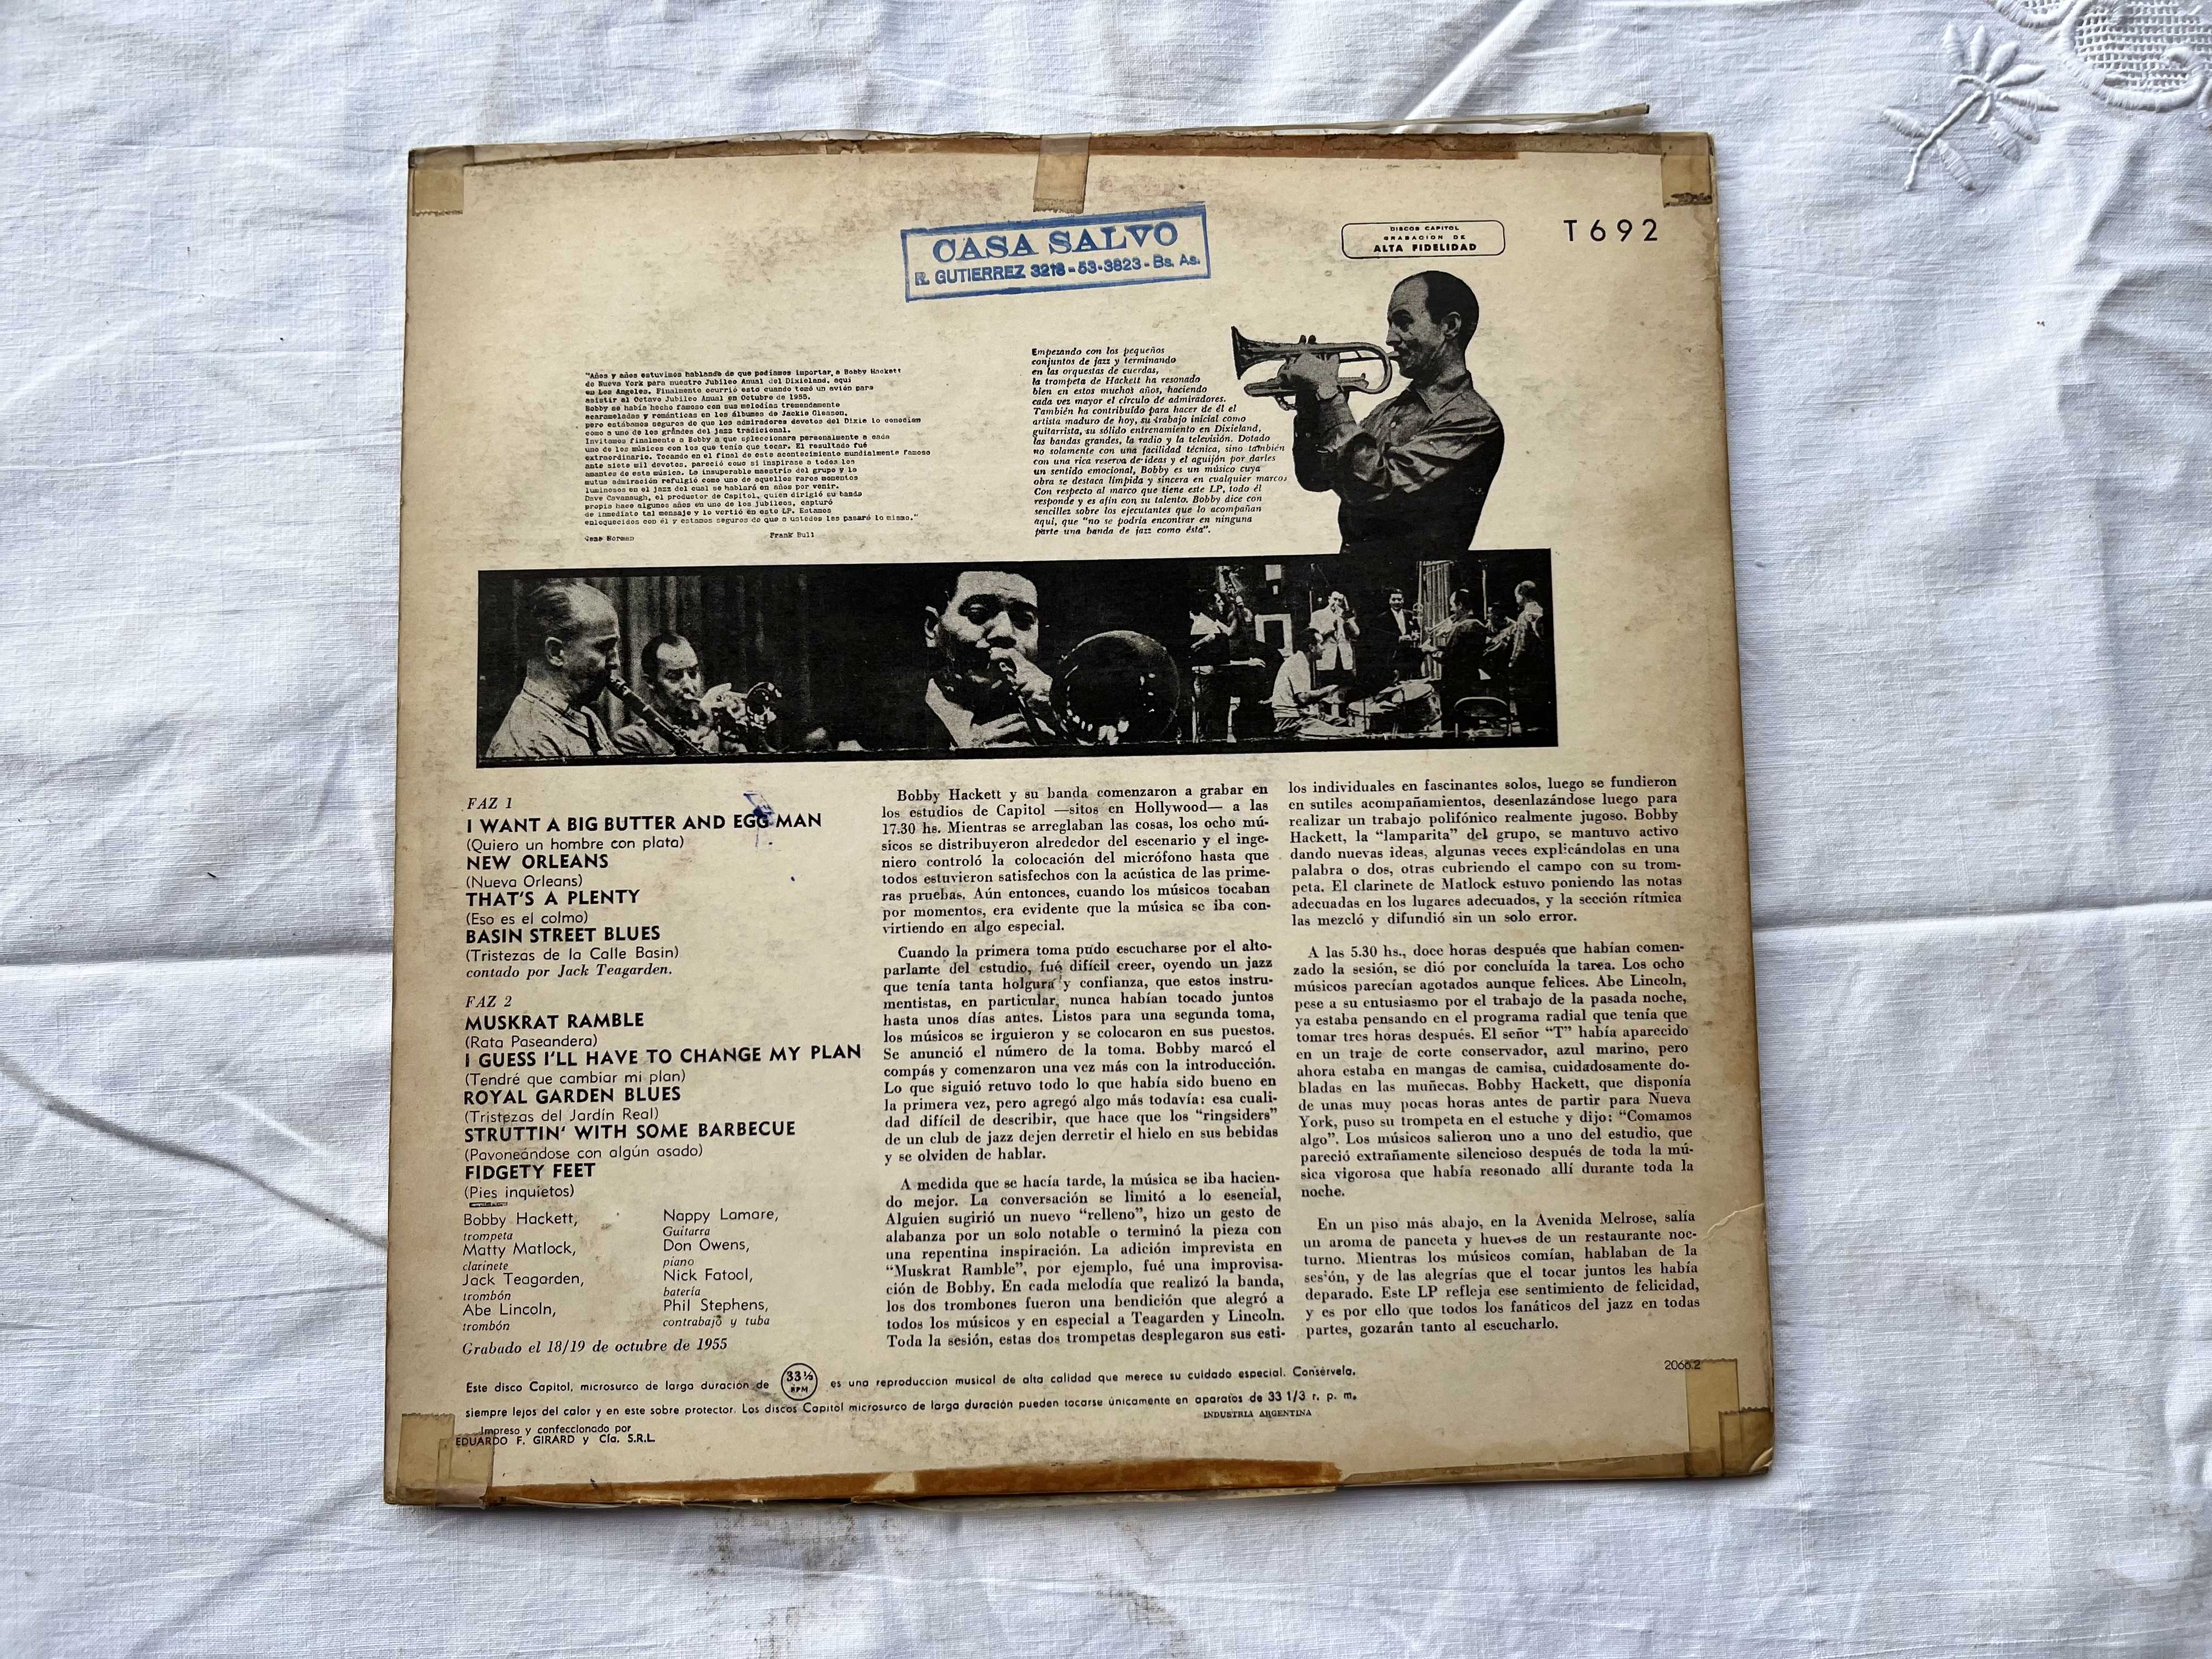 CASA SALVO
R. GUTIERREZ 3218 - 53-3823 - Bs. As.
DISCOS CAPITOL
GRABACION DE
ALTA FIDELIDAD
T 692
"Años y años estuvimos hablando de que podíamos importar a Bobby Hackett
de Nueva York para nuestro Jubileo Anual del Dixieland, aquí
en Los Angeles. Finalmente ocurrió esto cuando tomó un avión para
asistir al Octavo Jubileo Anual en Octubre de 1955.
Bobby se había hecho famoso con sus melodías tremendamente
acarameladas y románticas en los álbumes de Jackie Gleason,
pero estábamos seguros de que los admiradores devotos del Dixie lo conocían
como a uno de los grandes del jazz tradicional.
Invitamos finalmente a Bobby a que seleccionare personalmente a cada
uno de los músicos con los que tenía que tocar. El resultado fué
extraordinario. Tocando en el final de este acontecimiento mundialmente famoso
ante siete mil devotos, pareció como si inspirase a todos los
amantes de esta música. La insuperable maestría del grupo y la
mutua admiración refulgió como uno de aquellos raros momentos
luminosos en el jazz del cual se hablará en años por venir.
Dave Cavanaugh, el productor de Capitol, quien dirigió su banda
propia hace algunos años en uno de los jubileos, capturó
de inmediato tal mensaje y lo vertió en este LP. Estamos
enloquecidos con él y estamos seguros de que a ustedes les pasará lo mismo."
Gene Norman Frank Bull
Empezando con los pequeños
conjuntos de jazz y terminando
en las orquestas de cuerdas,
la trompeta de Hackett ha resonado
bien en estos muchos años, haciendo
cada vez mayor el círculo de admiradores.
También ha contribuído para hacer de él el
artista maduro de hoy, su trabajo inicial como
guitarrista, su sólido entrenamiento en Dixieland,
las bandas grandes, la radio y la televisión. Dotado
no solamente con una facilidad técnica, sino también
con una rica reserva de ideas y el aguijón por darles
un sentido emocional, Bobby es un músico cuya
obra se destaca límpida y sincera en cualquier marco.
Con respecto al marco que tiene este LP, todo él
responde y es afín con su talento. Bobby dice con
sencillez sobre los ejecutantes que lo acompañan
aquí, que "no se podría encontrar en ninguna
parte una banda de jazz como ésta".
FAZ 1
I WANT A BIG BUTTER AND EGG MAN
(Quiero un hombre con plata)
NEW ORLEANS
(Nueva Orleans)
THAT'S A PLENTY
(Eso es el colmo)
BASIN STREET BLUES
(Tristezas de la Calle Basin)
contado por Jack Teagarden.
FAZ 2
MUSKRAT RAMBLE
(Rata Paseandera)
I GUESS I'LL HAVE TO CHANGE MY PLAN
(Tendré que cambiar mi plan)
ROYAL GARDEN BLUES
(Tristezas del Jardín Real)
STRUTTIN' WITH SOME BARBECUE
(Pavoneándose con algún asado)
FIDGETY FEET
(Pies inquietos)
Bobby Hackett,
trompeta
Matty Matlock,
clarinete
Jack Teagarden,
trombón
Abe Lincoln,
trombón
Nappy Lamare,
Guitarra
Don Owens,
piano
Nick Fatool,
batería
Phil Stephens,
contrabajo y tuba
Grabado el 18/19 de octubre de 1955
Bobby Hackett y su banda comenzaron a grabar en
los estudios de Capitol —sitos en Hollywood— a las
17.30 hs. Mientras se arreglaban las cosas, los ocho mú-
sicos se distribuyeron alrededor del escenario y el inge-
niero controló la colocación del micrófono hasta que
todos estuvieron satisfechos con la acústica de las prime-
ras pruebas. Aún entonces, cuando los músicos tocaban
por momentos, era evidente que la música se iba con-
virtiendo en algo especial.
Cuando la primera toma pudo escucharse por el alto-
parlante del estudio, fué difícil creer, oyendo un jazz
que tenía tanta holgura y confianza, que estos instru-
mentistas, en particular, nunca habían tocado juntos
hasta unos días antes. Listos para una segunda toma,
los músicos se irguieron y se colocaron en sus puestos.
Se anunció el número de la toma. Bobby marcó el
compás y comenzaron una vez más con la introducción.
Lo que siguió retuvo todo lo que había sido bueno en
la primera vez, pero agregó algo más todavía: esa cuali-
dad difícil de describir, que hace que los "ringsiders"
de un club de jazz dejen derretir el hielo en sus bebidas
y se olviden de hablar.
A medida que se hacía tarde, la música se iba hacien-
do mejor. La conversación se limitó a lo esencial,
Alguien sugirió un nuevo "relleno", hizo un gesto de
alabanza por un solo notable o terminó la pieza con
una repentina inspiración. La adición imprevista en
"Muskrat Ramble", por ejemplo, fué una improvisa-
ción de Bobby. En cada melodía que realizó la banda,
los dos trombones fueron una bendición que alegró a
todos los músicos y en especial a Teagarden y Lincoln.
Toda la sesión, estas dos trompetas desplegaron sus esti-
los individuales en fascinantes solos, luego se fundieron
en sutiles acompañamientos, desenlazándose luego para
realizar un trabajo polifónico realmente jugoso. Bobby
Hackett, la "lamparita" del grupo, se mantuvo activo
dando nuevas ideas, algunas veces explicándolas en una
palabra o dos, otras cubriendo el campo con su trom-
peta. El clarinete de Matlock estuvo poniendo las notas
adecuadas en los lugares adecuados, y la sección rítmica
las mezcló y difundió sin un solo error.
A las 5.30 hs., doce horas después que habían comen-
zado la sesión, se dió por concluída la tarea. Los ocho
músicos parecían agotados aunque felices. Abe Lincoln,
pese a su entusiasmo por el trabajo de la pasada noche,
ya estaba pensando en el programa radial que tenía que
tomar tres horas después. El señor "T" había aparecido
en un traje de corte conservador, azul marino, pero
ahora estaba en mangas de camisa, cuidadosamente do-
bladas en las muñecas. Bobby Hackett, que disponía
de unas muy pocas horas antes de partir para Nueva
York, puso su trompeta en el estuche y dijo: "Comamos
algo". Los músicos salieron uno a uno del estudio, que
pareció extrañamente silencioso después de toda la mú-
sica vigorosa que había resonado allí durante toda la
noche.
En un piso más abajo, en la Avenida Melrose, salía
un aroma de panceta y huevos de un restaurante noc-
turno. Mientras los músicos comían, hablaban de la
sesión, y de las alegrías que el tocar juntos les había
deparado. Este LP refleja ese sentimiento de felicidad,
y es por ello que todos los fanáticos del jazz en todas
partes, gozarán tanto al escucharlo.
2066.2
Este disco Capitol, microsurco de larga duración de 33⅓ RPM es una reproduccion musical de alta calidad que merece su cuidado especial. Consérvela,
siempre lejos del calor y en este sobre protector. Los discos Capitol microsurco de larga duración pueden tocarse únicamente en aparatos de 33 1/3 r. p. m.
INDUSTRIA ARGENTINA
Impreso y confeccionado por
EDUARDO F. GIRARD y Cía. S.R.L.